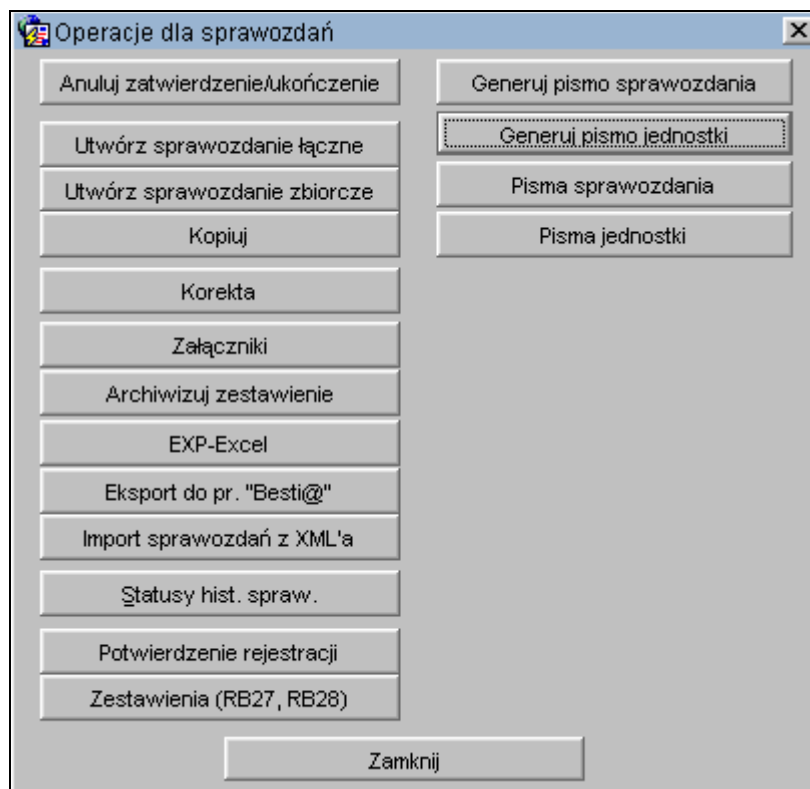 Operacje dla sprawozdań
Anuluj zatwierdzenie/ukończenie
Utwórz sprawozdanie łączne
Utwórz sprawozdanie zbiorcze
Kopiuj
Korekta
Załączniki
Archiwizuj zestawienie
EXP-Excel
Eksport do pr. "Besti@"
Import sprawozdań z XML'a
Statusy hist. spraw.
Potwierdzenie rejestracji
Zestawienia (RB27, RB28)
Generuj pismo sprawozdania
Generuj pismo jednostki
Pisma sprawozdania
Pisma jednostki
Zamknij